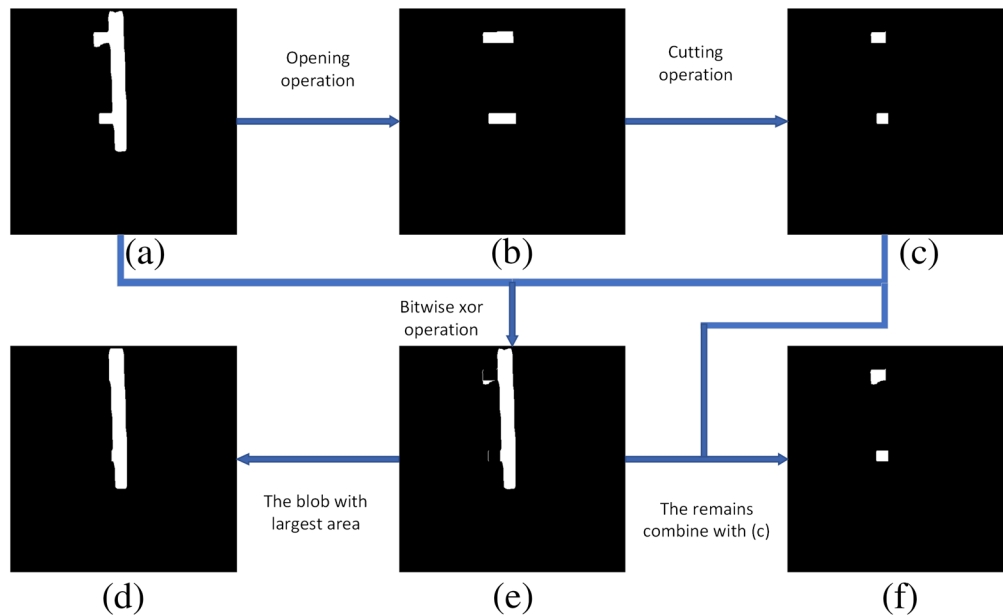 Opening
operation
Cutting
operation
(a)
(b)
(c)
Bitwise xor
operation
The blob with
largest area
The remains
combine with (c)
(d)
(e)
(f)